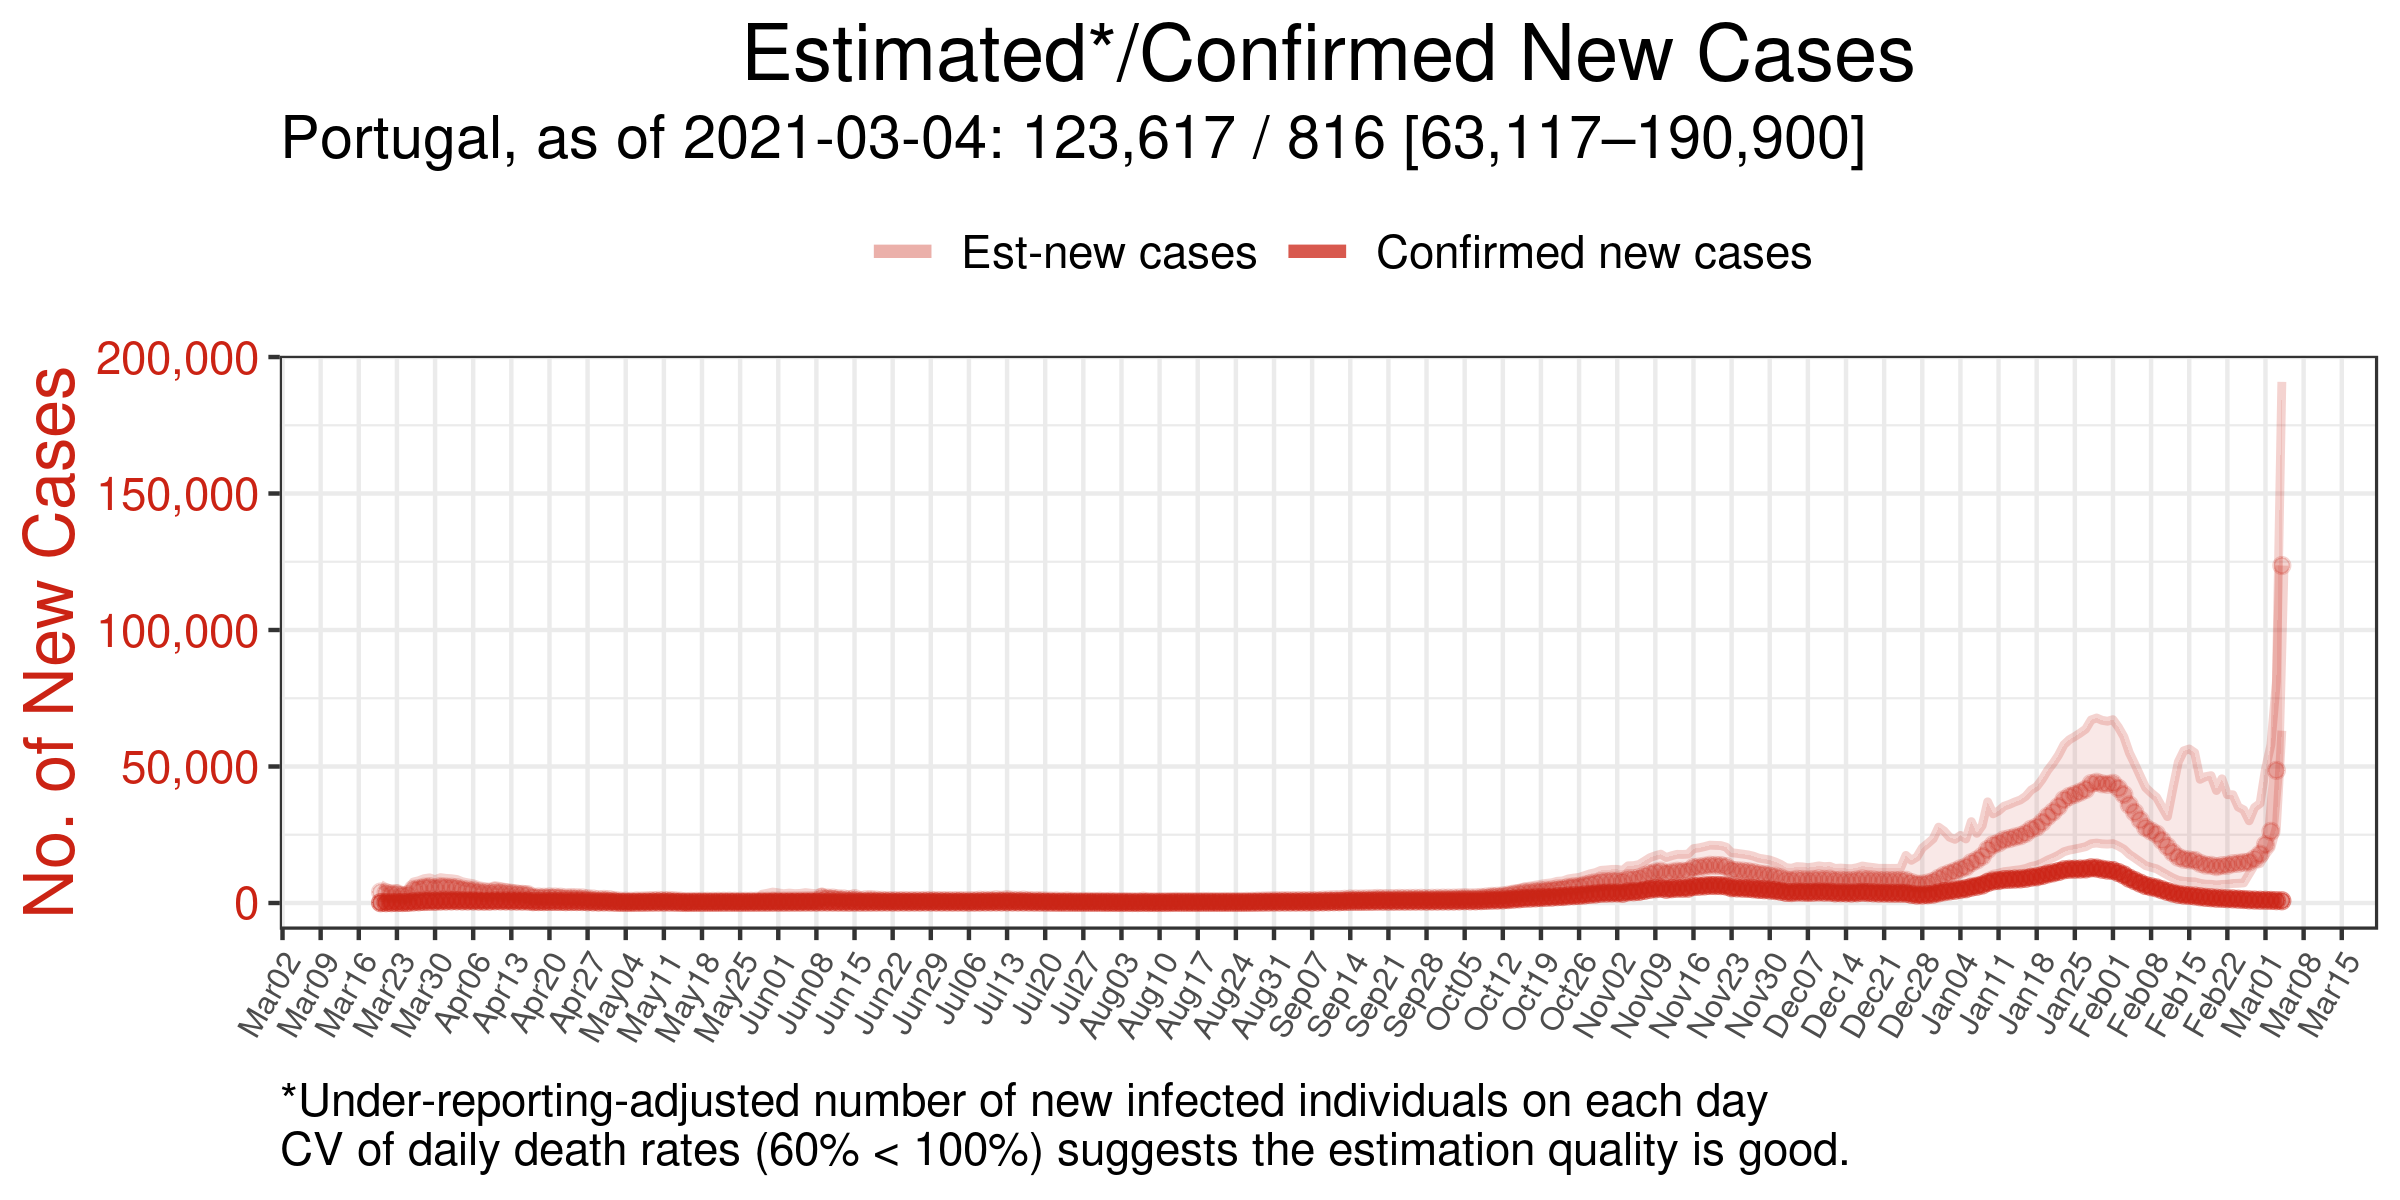 Estimated*/Confirmed New Cases
Portugal, as of 2021-03-04: 123,617 / 816 [63,117–190,900]
Est-new cases
Confirmed new cases
No. of New Cases
200,000
150,000
100,000
50,000
0
Mar02
Mar09
Mar16
Mar23
Mar30
Apr06
Apr13
Apr20
Apr27
May04
May11
May18
May25
Jun01
Jun08
Jun15
Jun22
Jun29
Jul06
Jul13
Jul20
Jul27
Aug03
Aug10
Aug17
Aug24
Aug31
Sep07
Sep14
Sep21
Sep28
Oct05
Oct12
Oct19
Oct26
Nov02
Nov09
Nov16
Nov23
Nov30
Dec07
Dec14
Dec21
Dec28
Jan04
Jan11
Jan18
Jan25
Feb01
Feb08
Feb15
Feb22
Mar01
Mar08
Mar15
*Under-reporting-adjusted number of new infected individuals on each day
CV of daily death rates (60% < 100%) suggests the estimation quality is good.